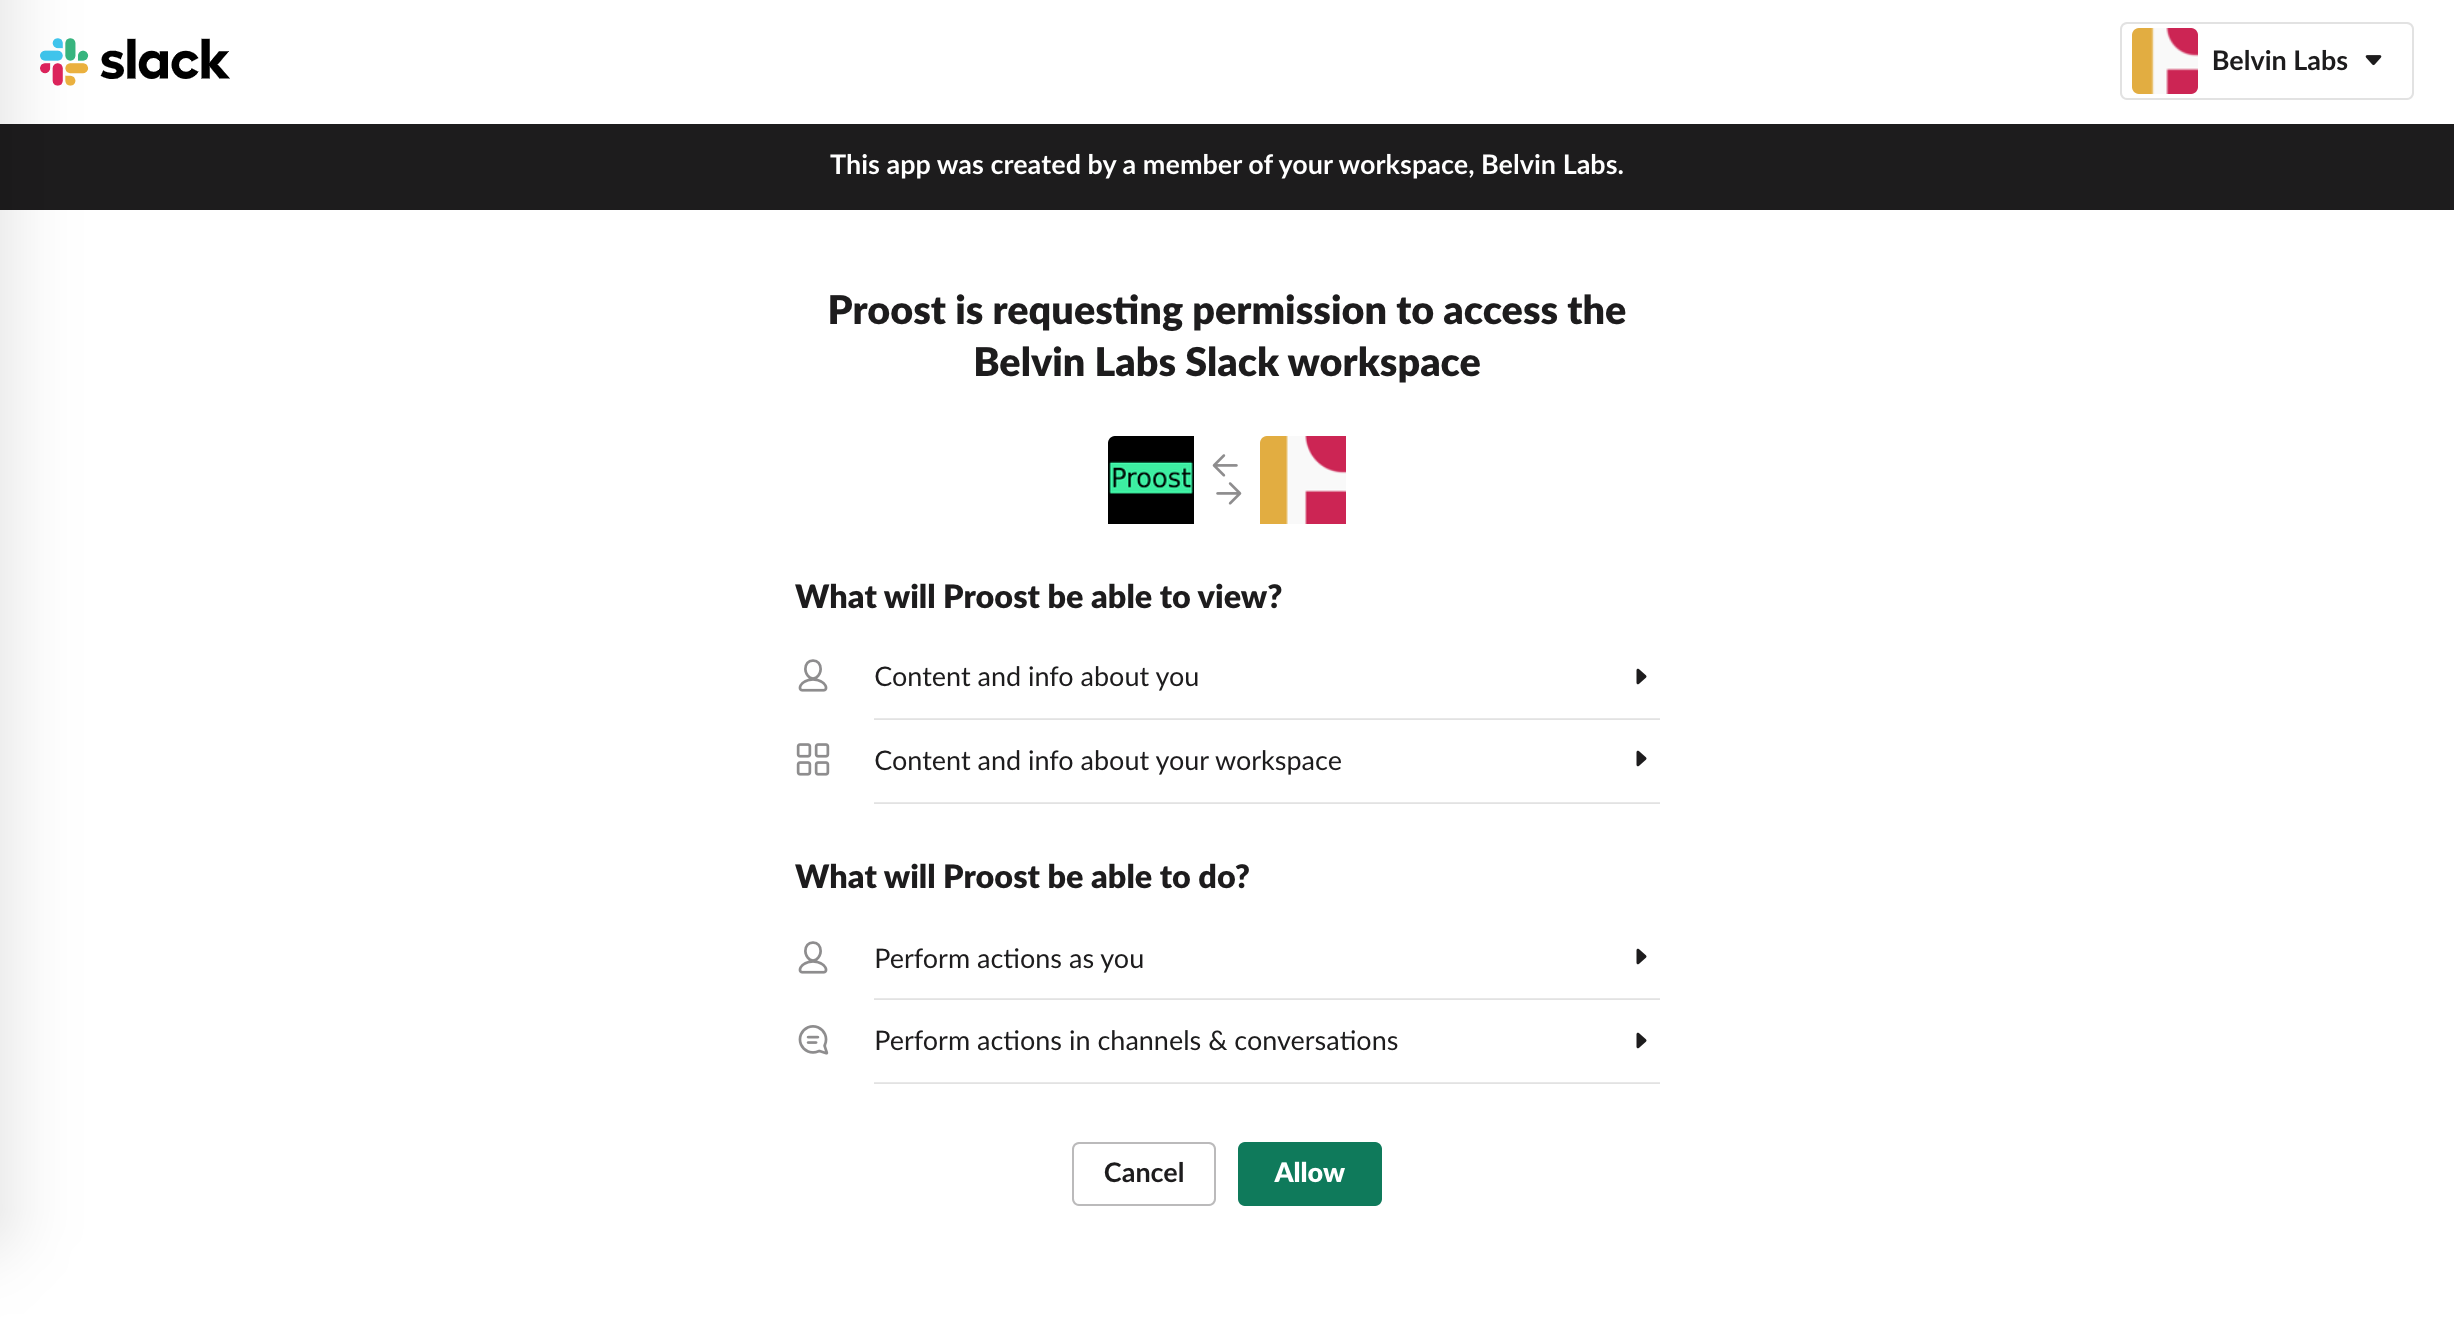 slack
Belvin Labs
This app was created by a member of your workspace, Belvin Labs.
Proost is requesting permission to access the
Belvin Labs Slack workspace
Proost
What will Proost be able to view?
Content and info about you
Content and info about your workspace
What will Proost be able to do?
Perform actions as you
Perform actions in channels & conversations
Cancel
Allow